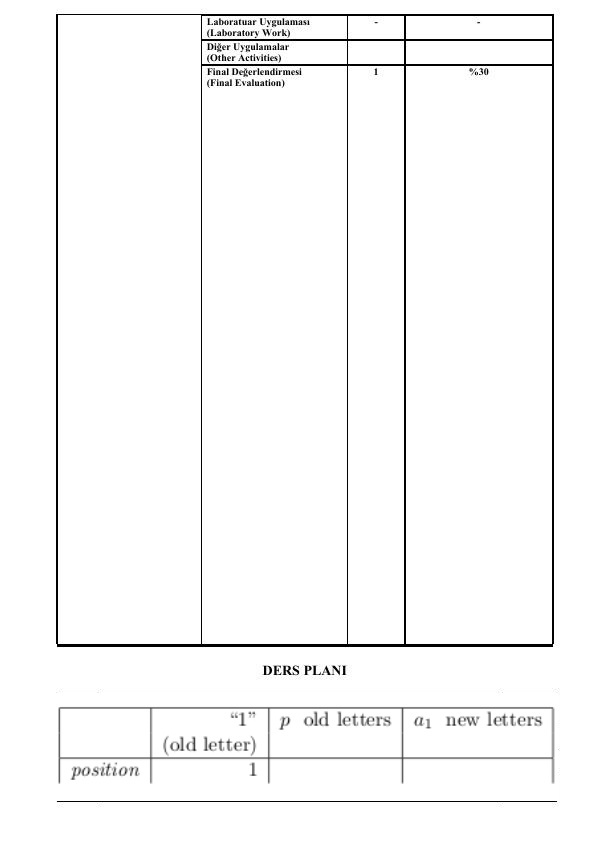 Laboratuar Uygulaması - -
(Laboratory Work)
Diğer Uygulamalar
(Other Activities)
Final Değerlendirmesi 1 %30
(Final Evaluation)
DERS PLANI
“1” p old letters a₁ new letters
(old letter)
position 1